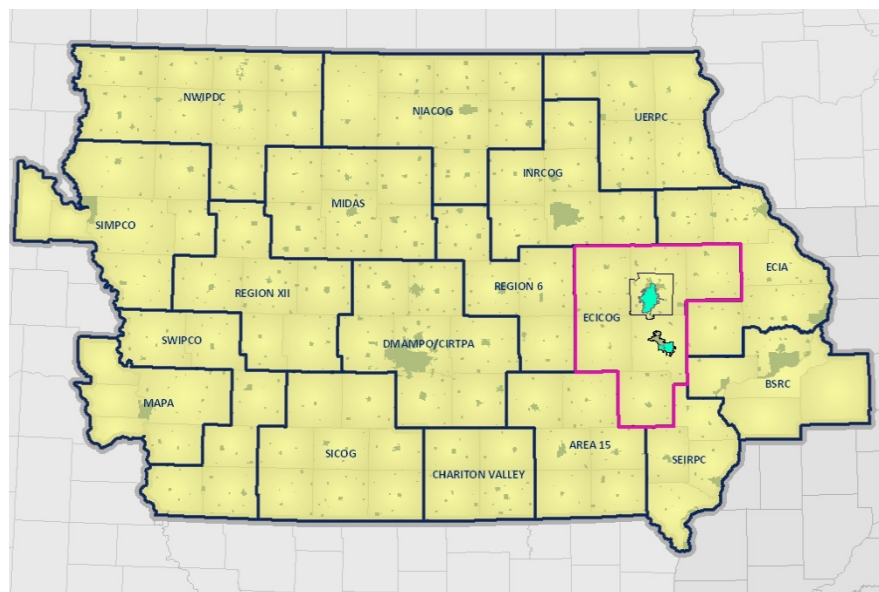 NWIPDC
NIACOG
UERPC
INRCOG
MIDAS
SIMPCO
ECIA
REGION XII
REGION 6
ECICOG
SWIPCO
DMAMPO/CIRTPA
BSRC
MAPA
AREA 15
SICOG
CHARITON VALLEY
SEIRPC